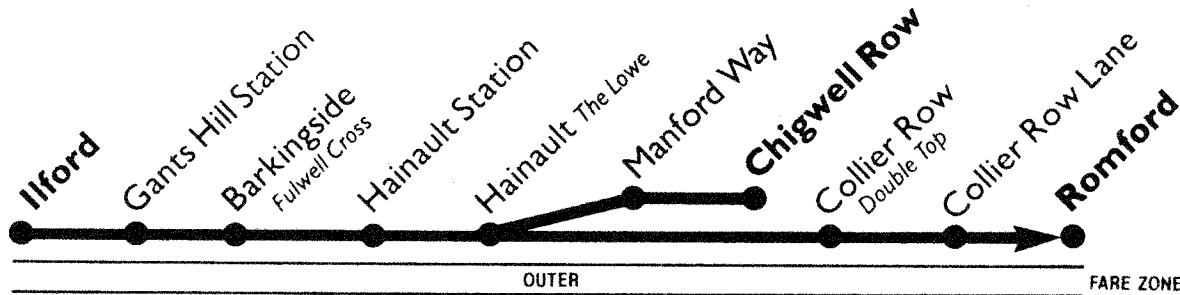 Ilford
Gants Hill Station
Barkingside
Fulwell Cross
Hainault Station
Hainault The Lowe
Manford Way
Chigwell Row
Collier Row
Double Top
Collier Row Lane
Romford
OUTER
FARE ZONE